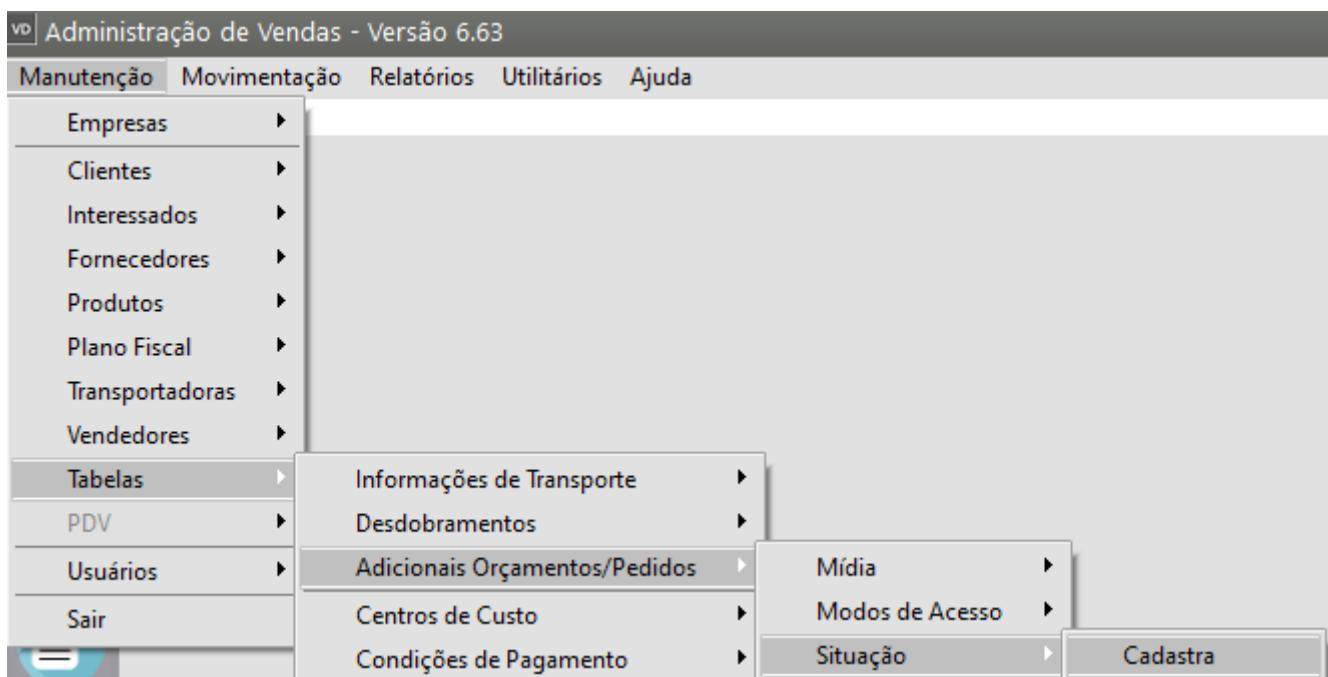 VD Administração de Vendas - Versão 6.63
Manutenção Movimentação Relatórios Utilitários Ajuda
Empresas
Clientes
Interessados
Fornecedores
Produtos
Plano Fiscal
Transportadoras
Vendedores
Tabelas
PDV
Usuários
Sair
Informações de Transporte
Desdobramentos
Adicionais Orçamentos/Pedidos
Centros de Custo
Condições de Pagamento
Mídia
Modos de Acesso
Situação
Cadastra